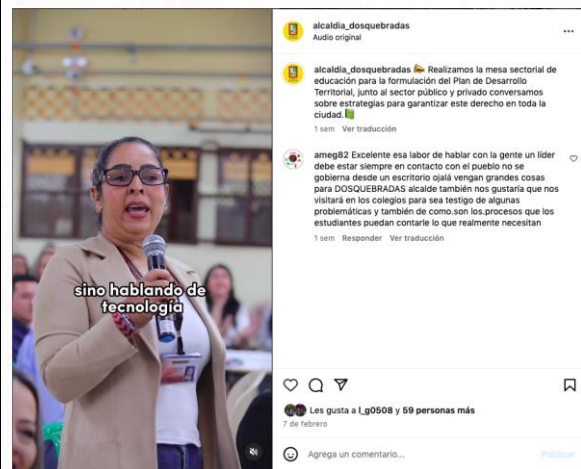 sino hablando de
tecnología
alcaldia_dosquebradas
Audio original
alcaldia_dosquebradas Realizamos la mesa sectorial de
educación para la formulación del Plan de Desarrollo
Territorial, junto al sector público y privado conversamos
sobre estrategias para garantizar este derecho en toda la
ciudad.
1 sem Ver traducción
ameg82 Excelente esa labor de hablar con la gente un líder
debe estar siempre en contacto con el pueblo no se
gobierna desde un escritorio ojalá vengan grandes cosas
para DOSQUEBRADAS alcalde también nos gustaría que nos
visitará en los colegios para sea testigo de algunas
problemáticas y también de como.son los.procesos que los
estudiantes puedan contarle lo que realmente necesitan
1 sem Responder Ver traducción
Les gusta a l_g0508 y 59 personas más
7 de febrero
Agrega un comentario...
Publicar